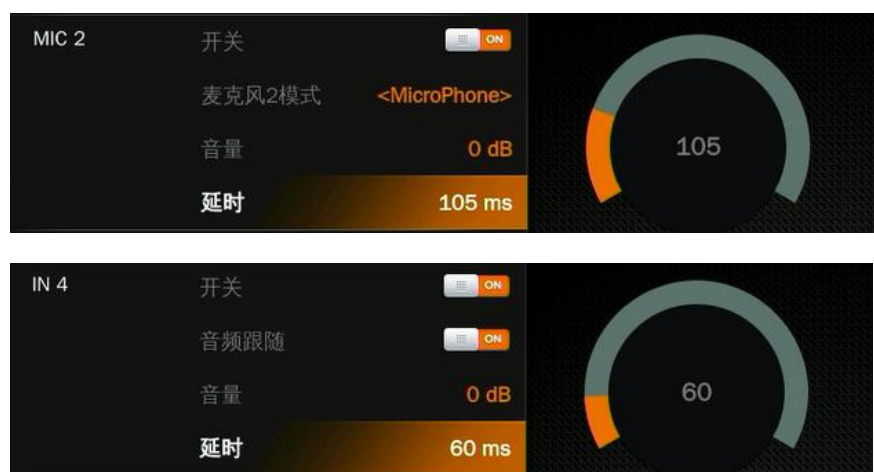 MIC 2 开关 ON
麦克风2模式 <MicroPhone>
音量 0 dB
延时 105 ms
105
IN 4 开关 ON
音频跟随 ON
音量 0 dB
延时 60 ms
60